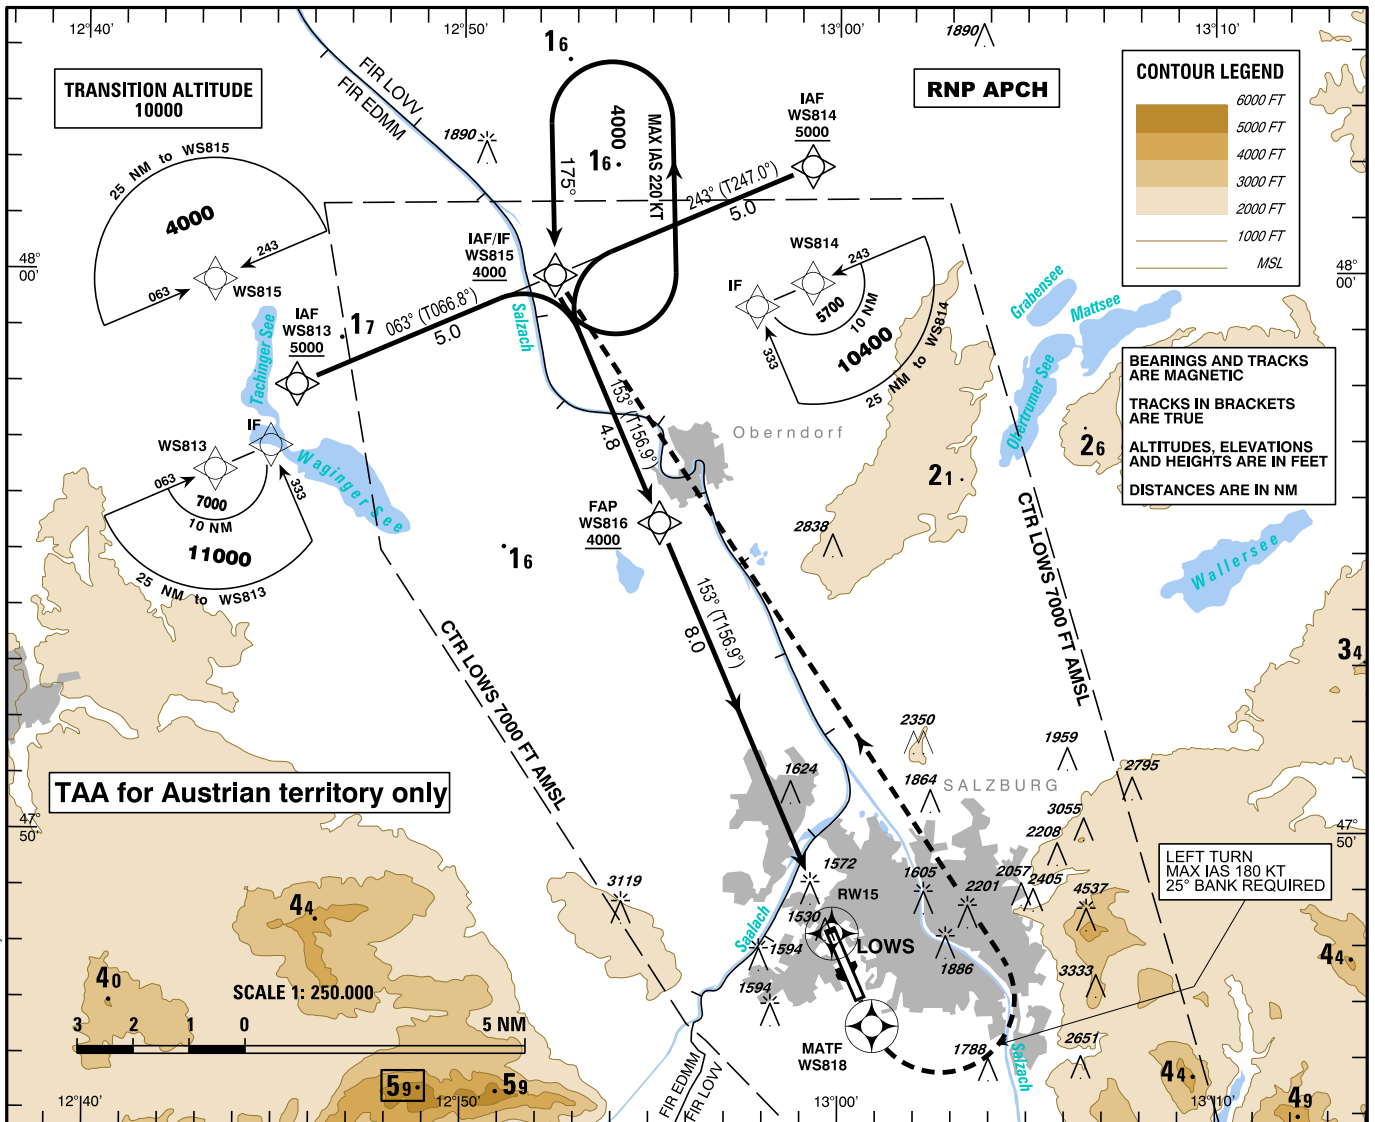 12°40'
12°50'
13°00'
13°10'
TRANSITION ALTITUDE
10000
FIR LOVV
FIR EDMM
16
1890
RNP APCH
1890
CONTOUR LEGEND
6000 FT
5000 FT
4000 FT
3000 FT
2000 FT
1000 FT
MSL
IAF
WS814
5000
4000
MAX IAS 220 KT
16
175°
1890
243° (T247.0°)
5.0
25 NM to WS815
4000
243
063
WS815
IAF/IF
WS815
4000
48°
00'
48°
00'
WS814
IF
243
5700
10 NM
10400
25 NM to WS814
333
Grabensee
Mattsee
Obertrumer See
IAF
WS813
5000
17
063° (T066.8°)
5.0
Salzach
Tachinger See
BEARINGS AND TRACKS
ARE MAGNETIC
TRACKS IN BRACKETS
ARE TRUE
ALTITUDES, ELEVATIONS
AND HEIGHTS ARE IN FEET
DISTANCES ARE IN NM
153° (T156.9°)
4.8
Oberndorf
26
21
WS813
IF
063
333
7000
10 NM
11000
25 NM to WS813
Waginger See
FAP
WS816
4000
16
2838
CTR LOWS 7000 FT AMSL
Wallersee
153° (T156.9°)
8.0
CTR LOWS 7000 FT AMSL
34
2350
1959
2795
1624
1864
SALZBURG
TAA for Austrian territory only
3055
2208
47°
50'
47°
50'
LEFT TURN
MAX IAS 180 KT
25° BANK REQUIRED
1572
RW15
1605
2201
2057
2405
4537
3119
44
1530
LOWS
Saalach
1594
1886
1594
3333
44
40
SCALE 1: 250.000
3 2 1 0 5 NM
MATF
WS818
1788
Salzach
2651
44
59
59
49
FIR EDMM
FIR LOVV
12°40'
12°50'
13°00'
13°10'